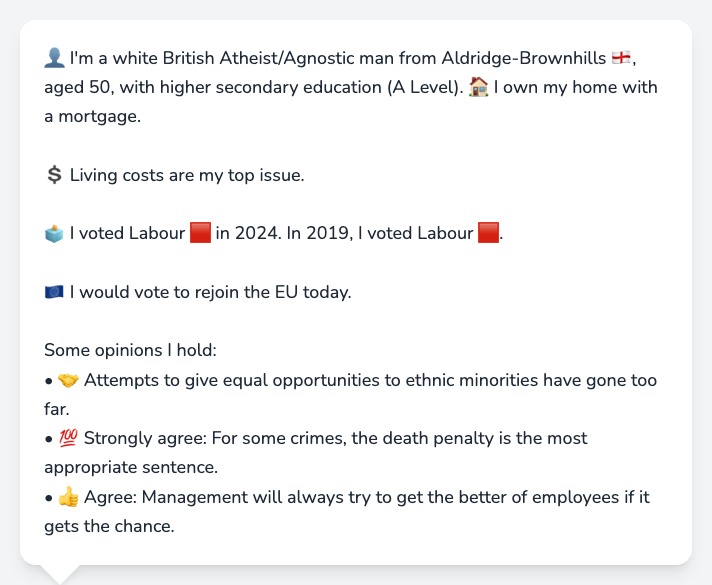 👤 I'm a white British Atheist/Agnostic man from Aldridge-Brownhills 🏴󠁧󠁢󠁥󠁮󠁧󠁿,
aged 50, with higher secondary education (A Level). 🏠 I own my home with
a mortgage.
💲 Living costs are my top issue.
🗳️ I voted Labour 🟥 in 2024. In 2019, I voted Labour 🟥.
🇪🇺 I would vote to rejoin the EU today.
Some opinions I hold:
• 🤝 Attempts to give equal opportunities to ethnic minorities have gone too
far.
• 💯 Strongly agree: For some crimes, the death penalty is the most
appropriate sentence.
• 👍 Agree: Management will always try to get the better of employees if it
gets the chance.